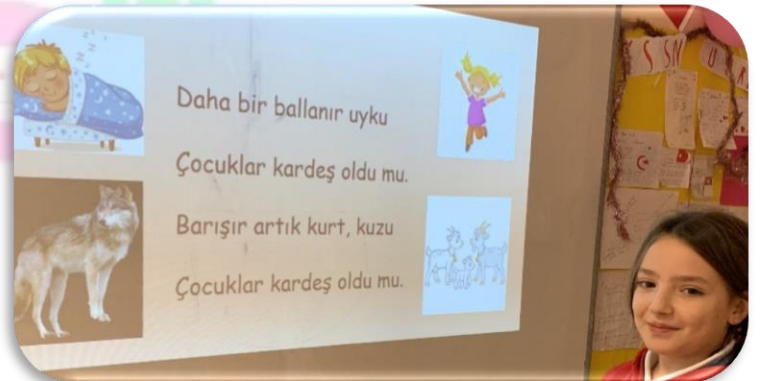 Daha bir ballanır uyku
Çocuklar kardeş oldu mu.
Barışır artık kurt, kuzu
Çocuklar kardeş oldu mu.